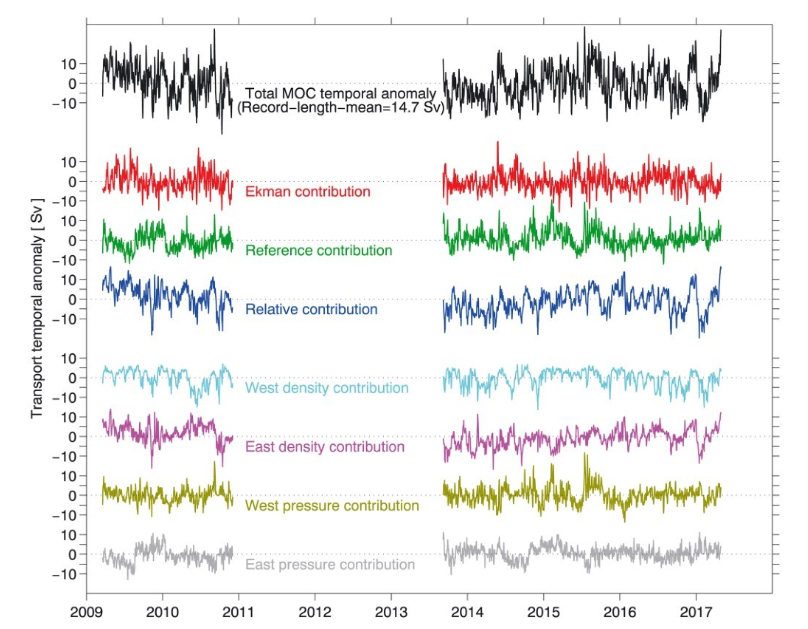 Transport temporal anomaly [ Sv ]
10
0
−10
Total MOC temporal anomaly
(Record−length−mean=14.7 Sv)
10
0
−10
Ekman contribution
10
0
−10
Reference contribution
10
0
−10
Relative contribution
10
0
−10
West density contribution
10
0
−10
East density contribution
10
0
−10
West pressure contribution
10
0
−10
East pressure contribution
2009 2010 2011 2012 2013 2014 2015 2016 2017